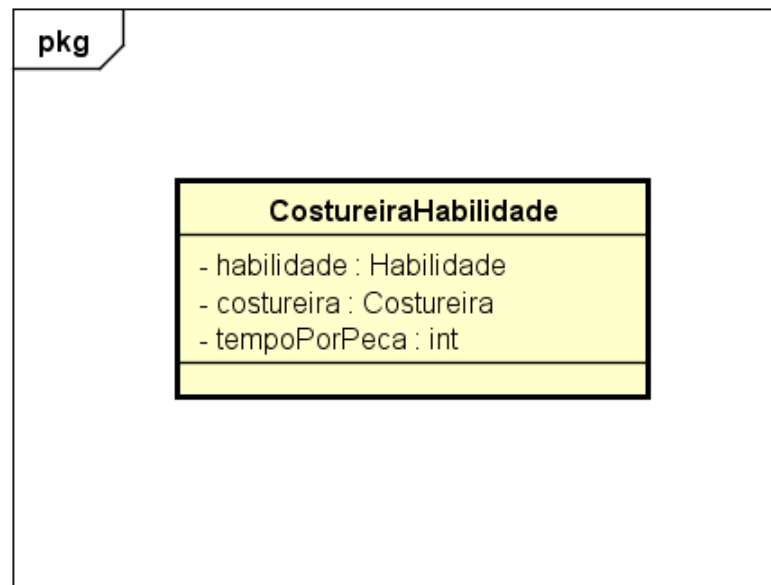 pkg
CostureiraHabilidade
- habilidade : Habilidade
- costureira : Costureira
- tempoPorPeca : int